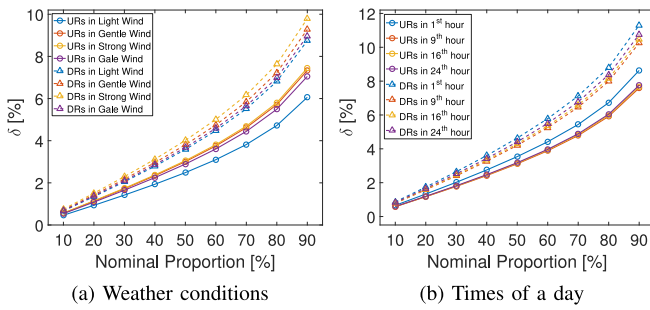 10
8
6
4
2
0
δ [%]
URs in Light Wind
URs in Gentle Wind
URs in Strong Wind
URs in Gale Wind
DRs in Light Wind
DRs in Gentle Wind
DRs in Strong Wind
DRs in Gale Wind
10 20 30 40 50 60 70 80 90
Nominal Proportion [%]
(a) Weather conditions
12
10
8
6
4
2
0
δ [%]
URs in 1st hour
URs in 9th hour
URs in 16th hour
URs in 24th hour
DRs in 1st hour
DRs in 9th hour
DRs in 16th hour
DRs in 24th hour
10 20 30 40 50 60 70 80 90
Nominal Proportion [%]
(b) Times of a day